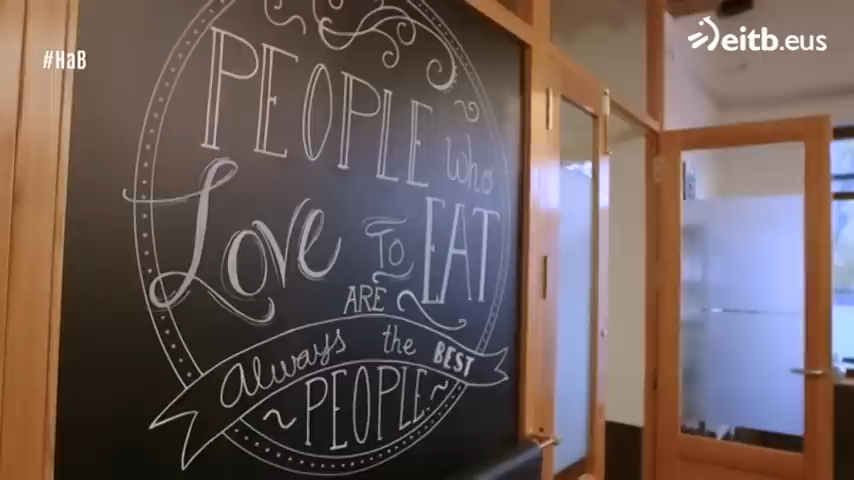 #HaB
eitb.eus
PEOPLE who
Love TO EAT
ARE
Always the BEST
PEOPLE